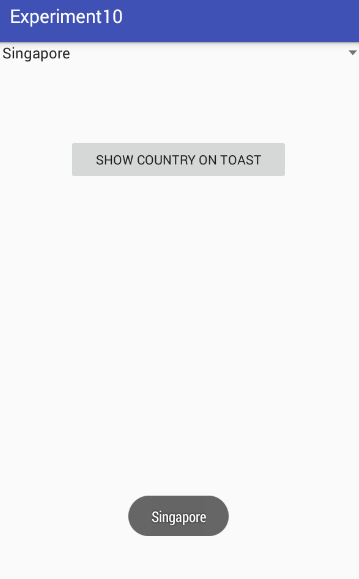 Experiment10
Singapore
SHOW COUNTRY ON TOAST
Singapore